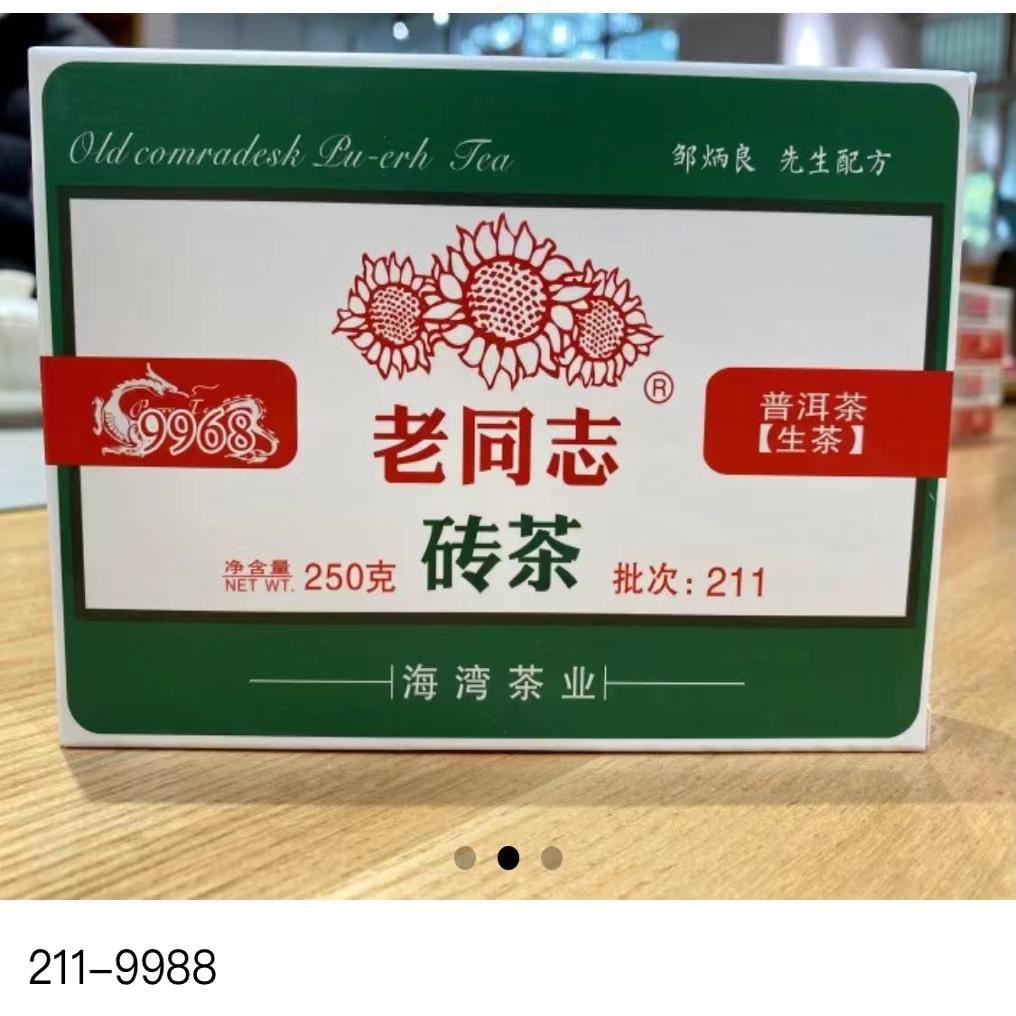 Old comradesk Pu-erh Tea
邹炳良 先生配方
®
9968
老同志
普洱茶
【生茶】
砖茶
净含量
NET WT. 250克
批次：211
海湾茶业
211-9988